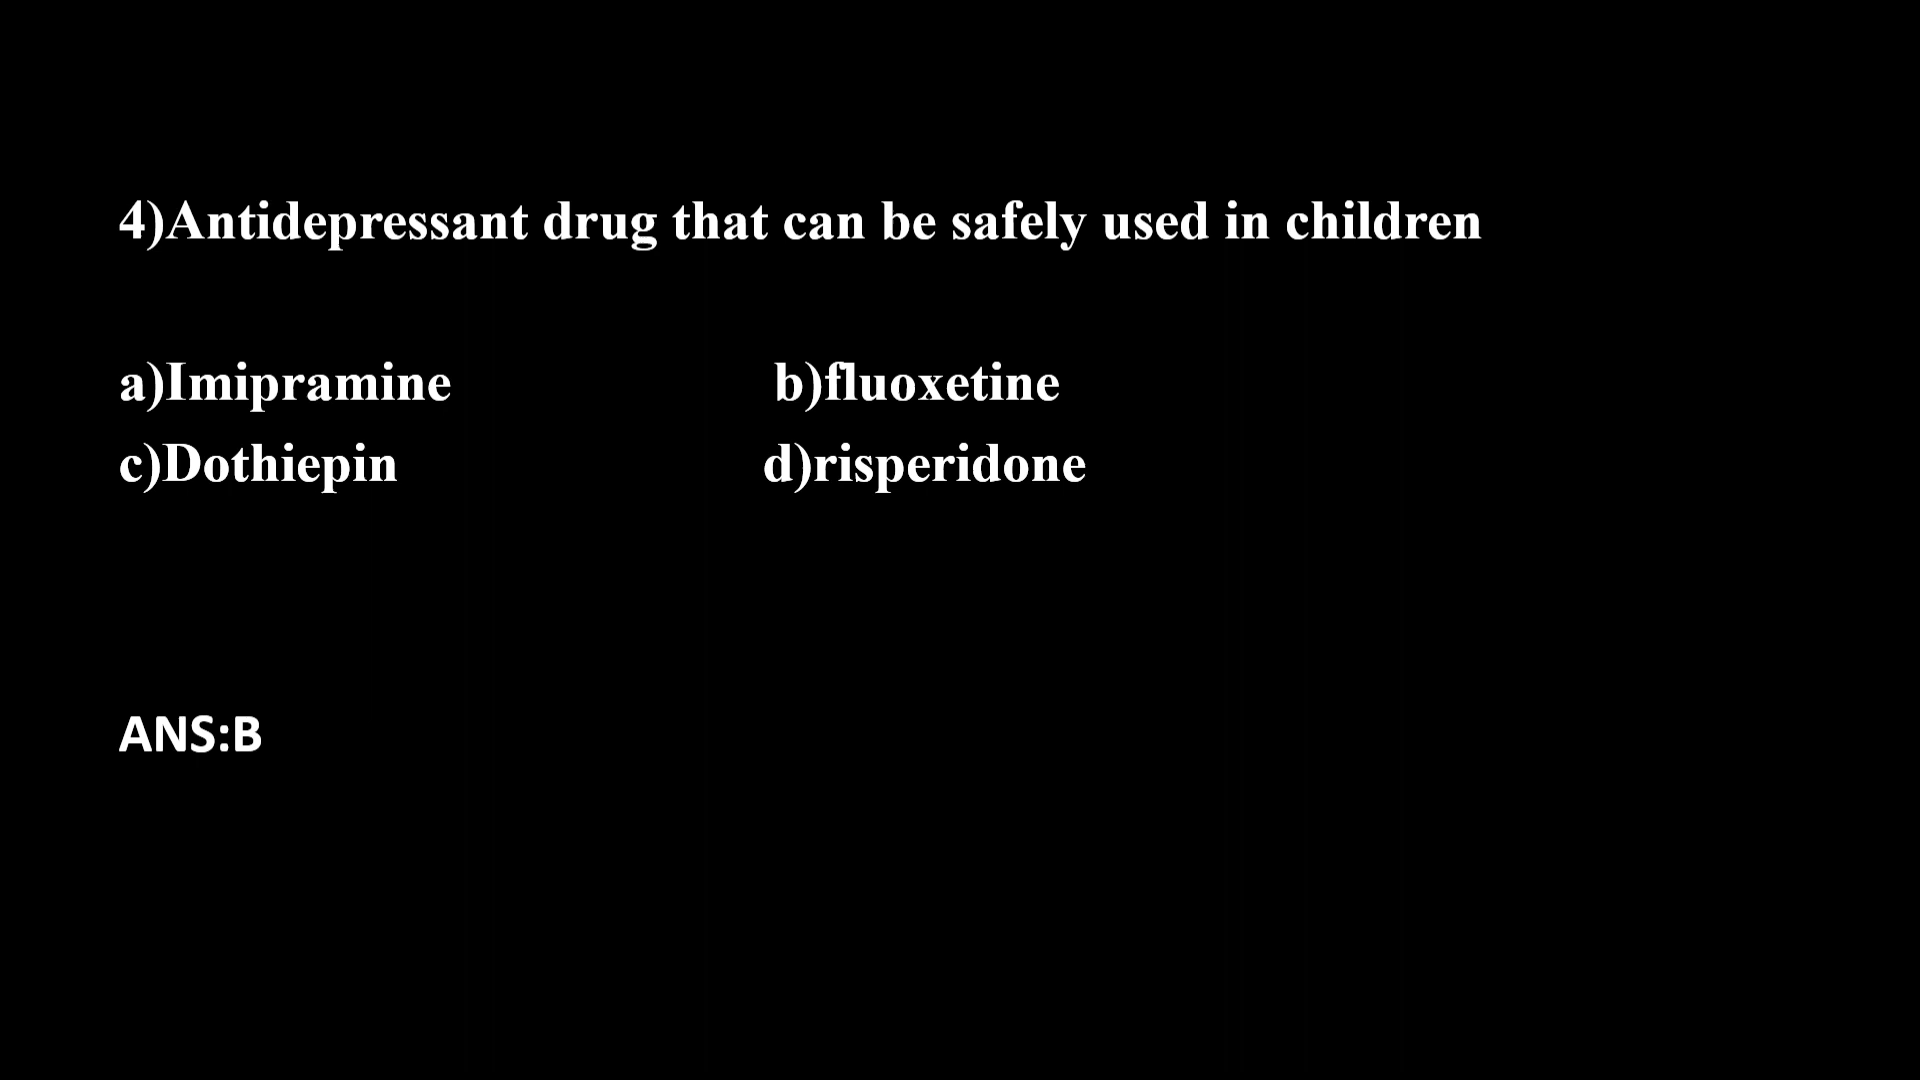 4)Antidepressant drug that can be safely used in children
a)Imipramine b)fluoxetine
c)Dothiepin d)risperidone
ANS:B